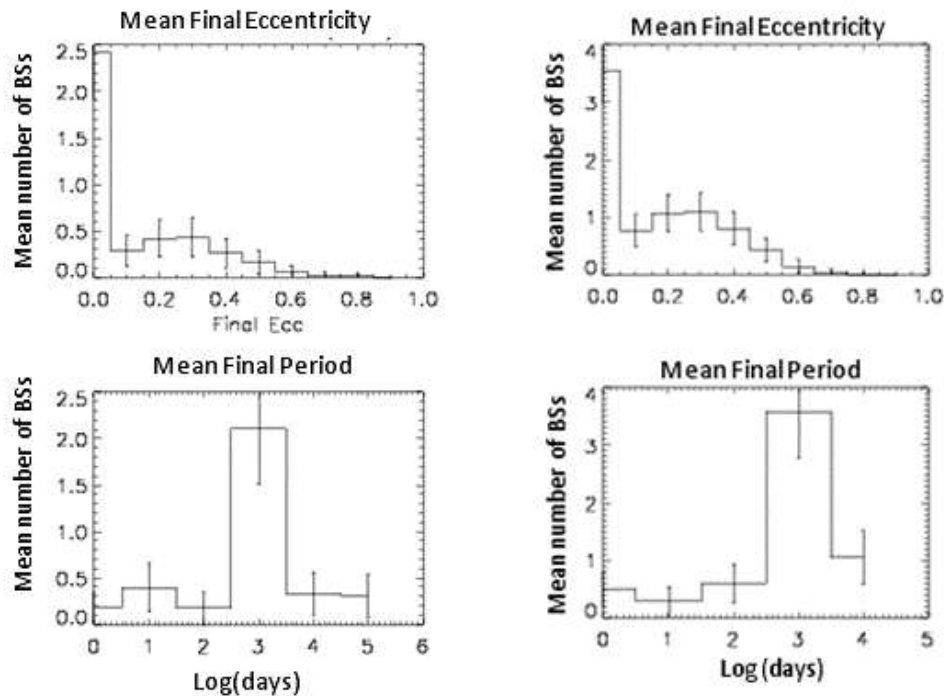 Mean Final Eccentricity
Mean number of BSs
2.5
2.0
1.5
1.0
0.5
0.0
0.0 0.2 0.4 0.6 0.8 1.0
Final Ecc
Mean Final Eccentricity
Mean number of BSs
4
3
2
1
0
0.0 0.2 0.4 0.6 0.8 1.0
Mean Final Period
Mean number of BSs
2.5
2.0
1.5
1.0
0.5
0.0
0 1 2 3 4 5 6
Log(days)
Mean Final Period
Mean number of BSs
4
3
2
1
0
0 1 2 3 4 5
Log(days)